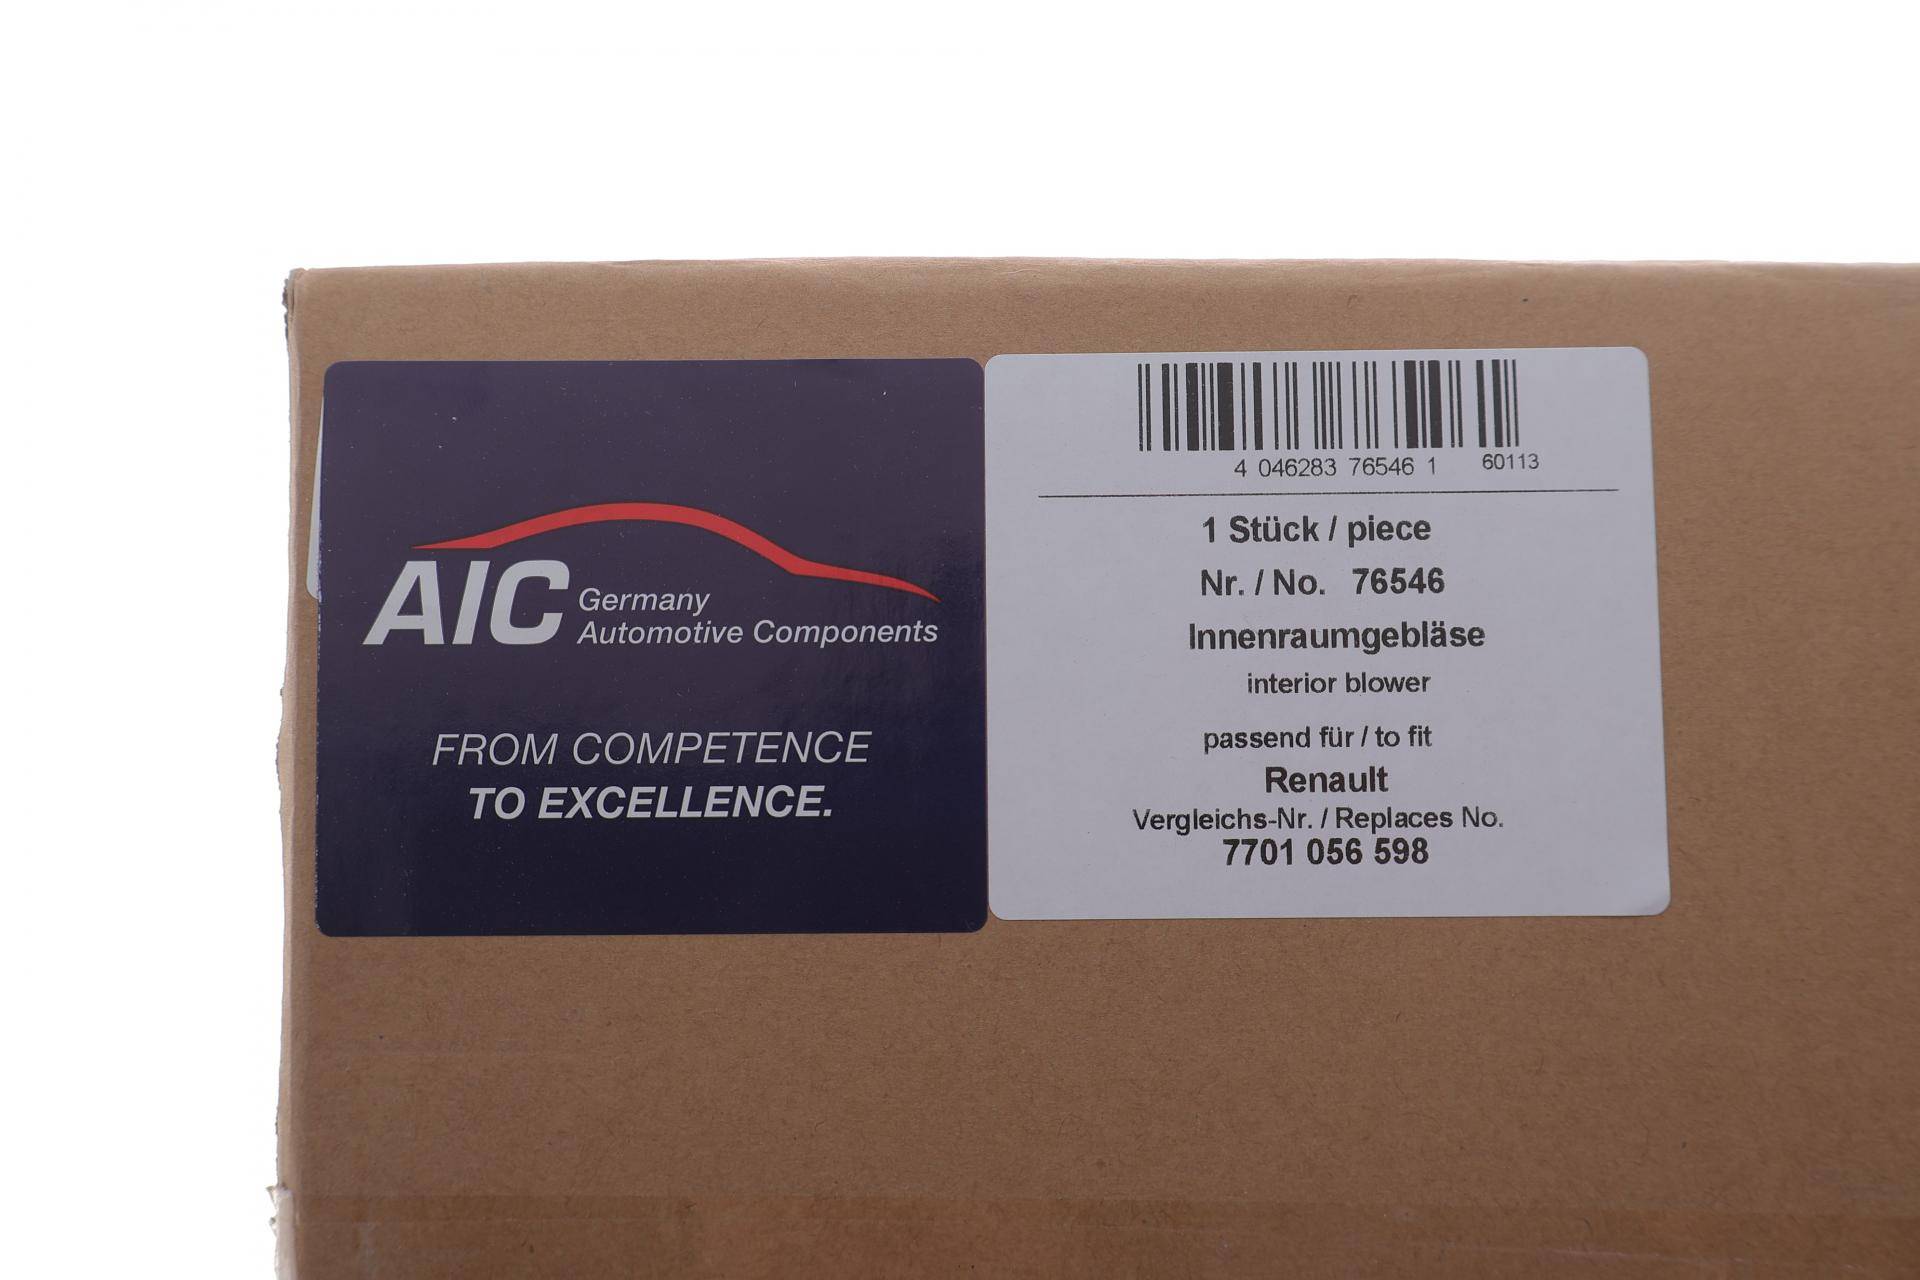 AIC Germany
Automotive Components
FROM COMPETENCE
TO EXCELLENCE.
4 046283 76546 1 60113
1 Stück / piece
Nr. / No. 76546
Innenraumgebläse
interior blower
passend für / to fit
Renault
Vergleichs-Nr. / Replaces No.
7701 056 598